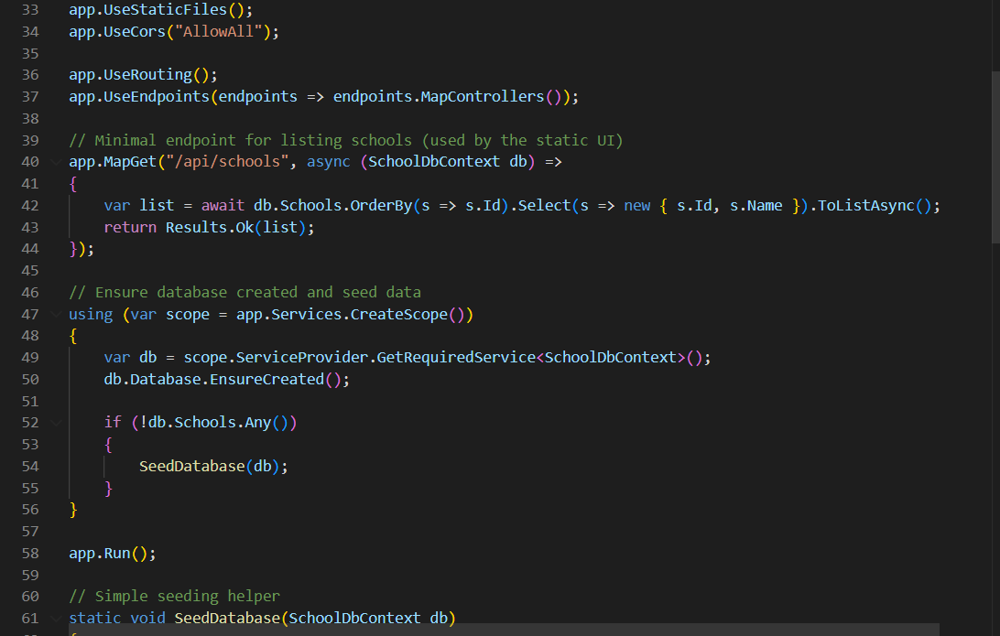 33 app.UseStaticFiles();
34 app.UseCors("AllowAll");
35
36 app.UseRouting();
37 app.UseEndpoints(endpoints => endpoints.MapControllers());
38
39 // Minimal endpoint for listing schools (used by the static UI)
40 app.MapGet("/api/schools", async (SchoolDbContext db) =>
41 {
42     var list = await db.Schools.OrderBy(s => s.Id).Select(s => new { s.Id, s.Name }).ToListAsync();
43     return Results.Ok(list);
44 });
45
46 // Ensure database created and seed data
47 using (var scope = app.Services.CreateScope())
48 {
49     var db = scope.ServiceProvider.GetRequiredService<SchoolDbContext>();
50     db.Database.EnsureCreated();
51
52     if (!db.Schools.Any())
53     {
54         SeedDatabase(db);
55     }
56 }
57
58 app.Run();
59
60 // Simple seeding helper
61 static void SeedDatabase(SchoolDbContext db)